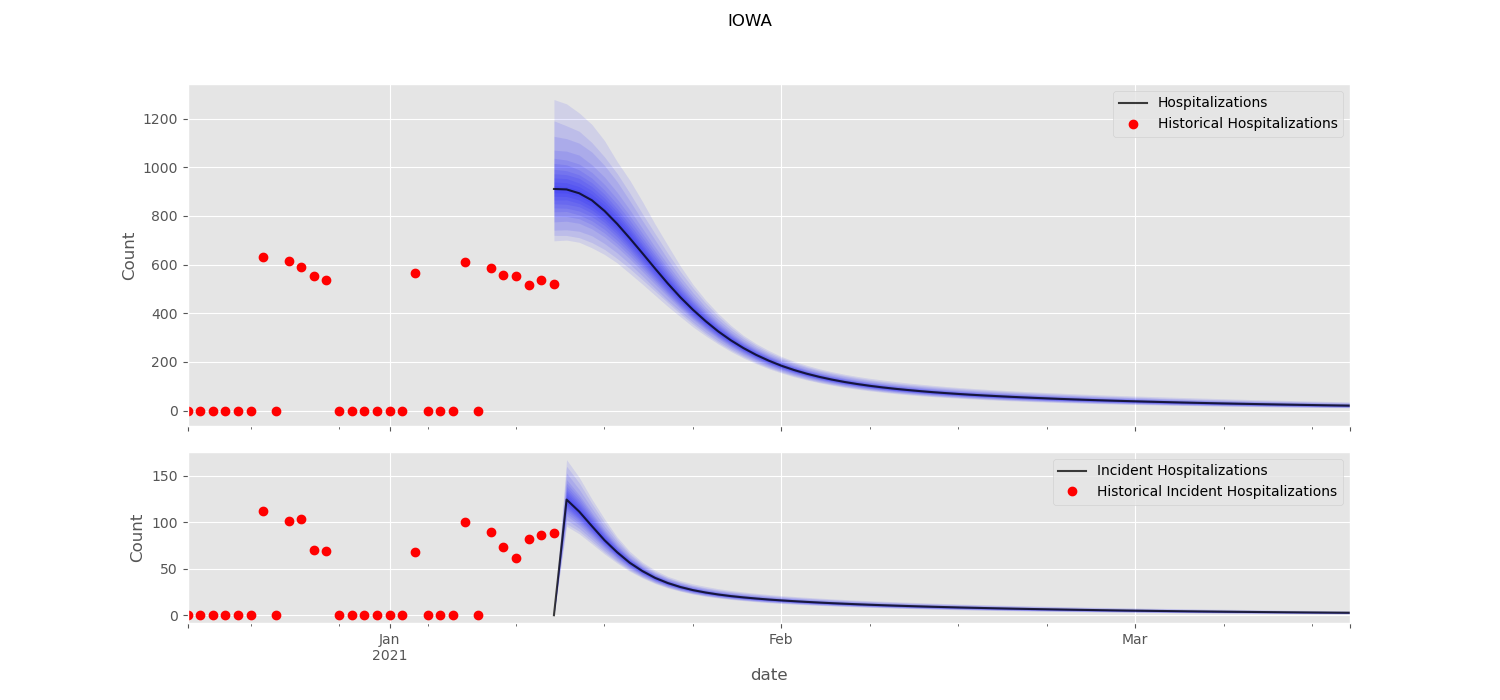 IOWA
Hospitalizations
Historical Hospitalizations
1200
1000
800
600
400
200
0
Count
Incident Hospitalizations
Historical Incident Hospitalizations
150
100
50
0
Count
Jan
2021
Feb
Mar
date